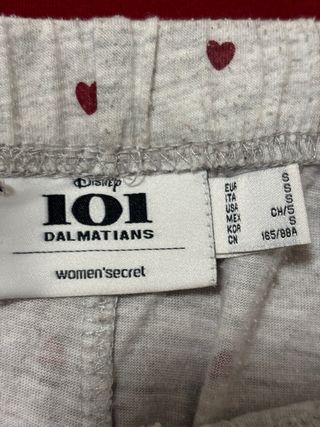 Disney
101
DALMATIANS
women'secret
EUR S
ITA S
USA S
MEX CH/S
KOR S
CN 165/88A